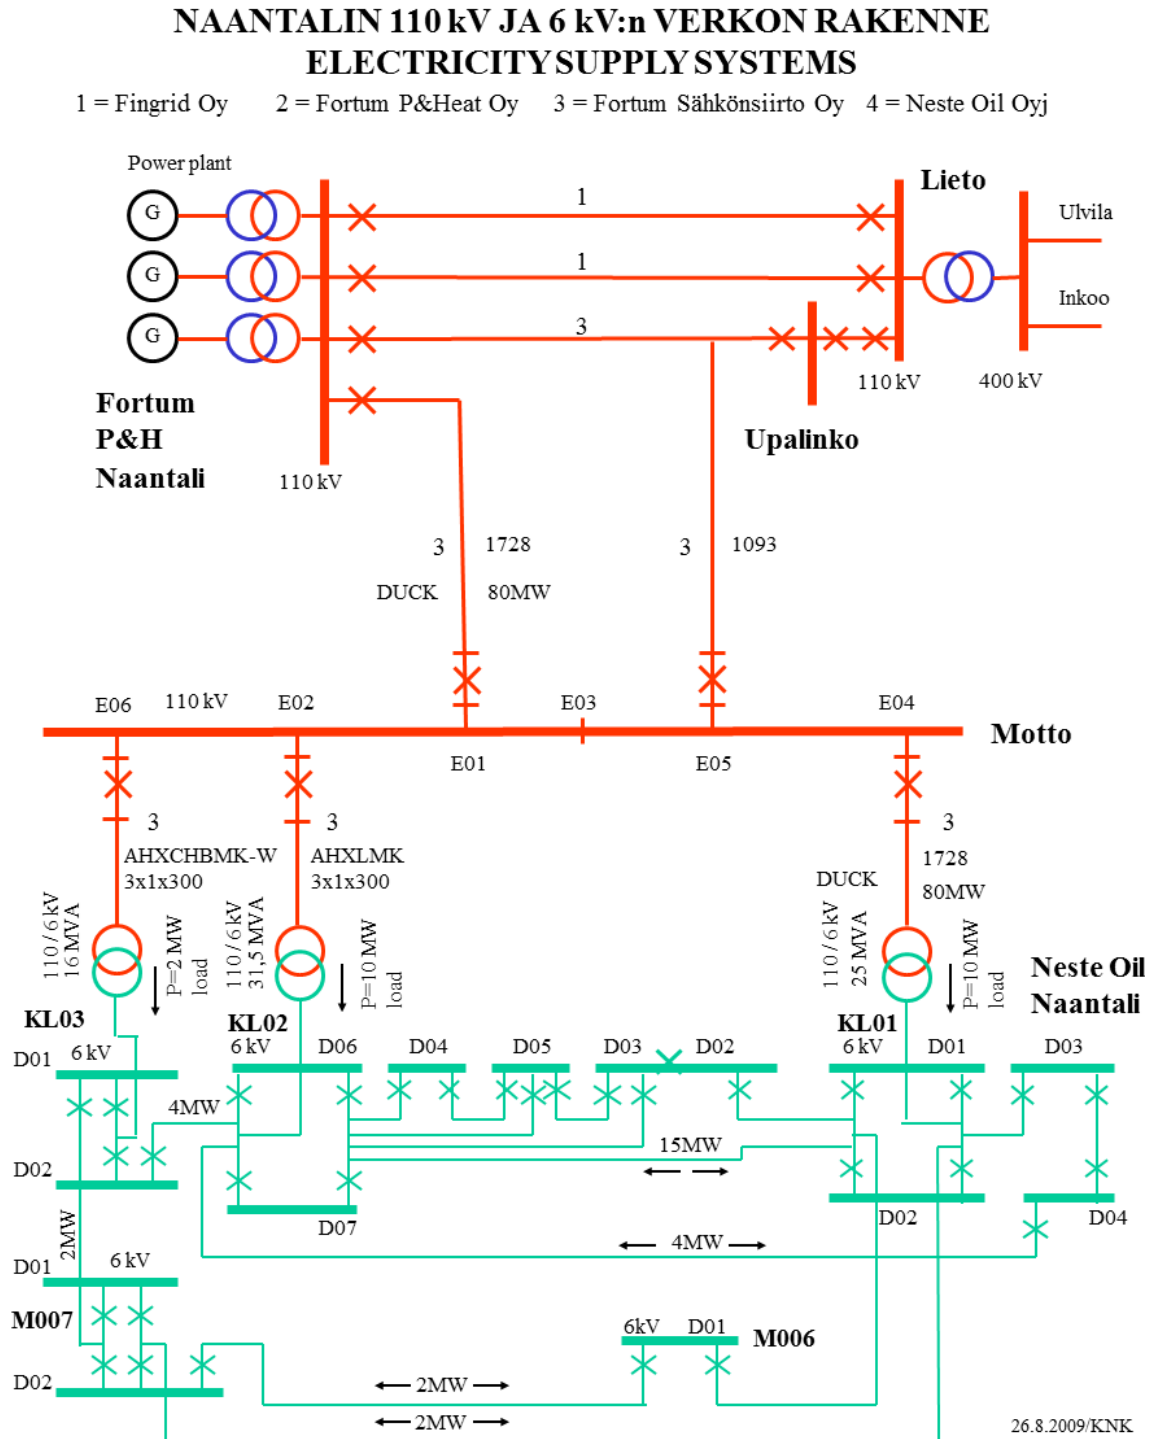 NAANTALIN 110 kV JA 6 kV:n VERKON RAKENNE
ELECTRICITY SUPPLY SYSTEMS
1 = Fingrid Oy 2 = Fortum P&Heat Oy 3 = Fortum Sähkönsiirto Oy 4 = Neste Oil Oyj
Power plant
Lieto
G
1
Ulvila
G
1
Inkoo
G
3
110 kV
400 kV
Fortum
P&H
Naantali
Upalinko
110 kV
3
1728
3
1093
DUCK
80MW
E06
110 kV
E02
E03
E04
Motto
E01
E05
3
3
3
AHXCHBMK-W
3x1x300
AHXLMK
3x1x300
1728
DUCK
80MW
110 / 6 kV
16 MVA
P=2 MW
load
110 / 6 kV
31,5 MVA
P=10 MW
load
110 / 6 kV
25 MVA
P=10 MW
load
Neste Oil
Naantali
KL03
KL02
KL01
D01
6 kV
6 kV
D06
D04
D05
D03
D02
6 kV
D01
D03
4MW
15MW
D02
D07
D02
D04
2MW
4MW
D01
6 kV
M007
6kV
D01
M006
D02
2MW
2MW
26.8.2009/KNK